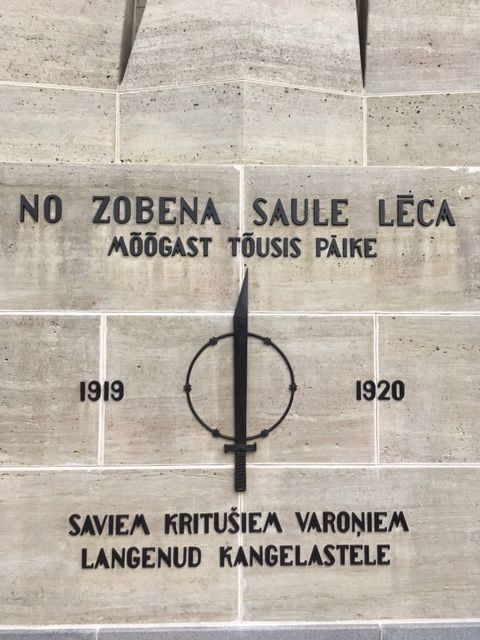 NO ZOBENA SAULE LĒCA
MÕÕGAST TÕUSIS PÄIKE
1919 1920
SAVIEM KRITUŠIEM VAROŅIEM
LANGENUD KANGELASTELE